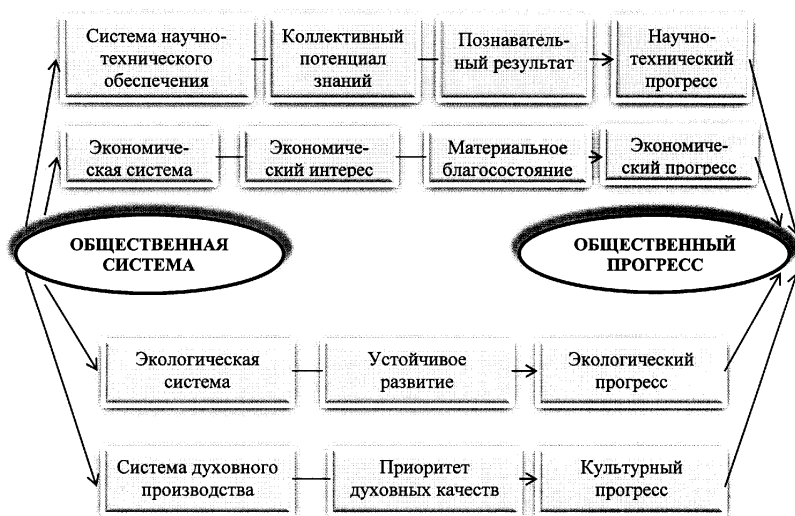 Система научно-
технического
обеспечения
Коллективный
потенциал
знаний
Познаватель-
ный результат
Научно-
технический
прогресс
Экономиче-
ская система
Экономиче-
ский интерес
Материальное
благосостояние
Экономиче-
ский прогресс
ОБЩЕСТВЕННАЯ
СИСТЕМА
ОБЩЕСТВЕННЫЙ
ПРОГРЕСС
Экологическая
система
Устойчивое
развитие
Экологический
прогресс
Система духовного
производства
Приоритет
духовных качеств
Культурный
прогресс